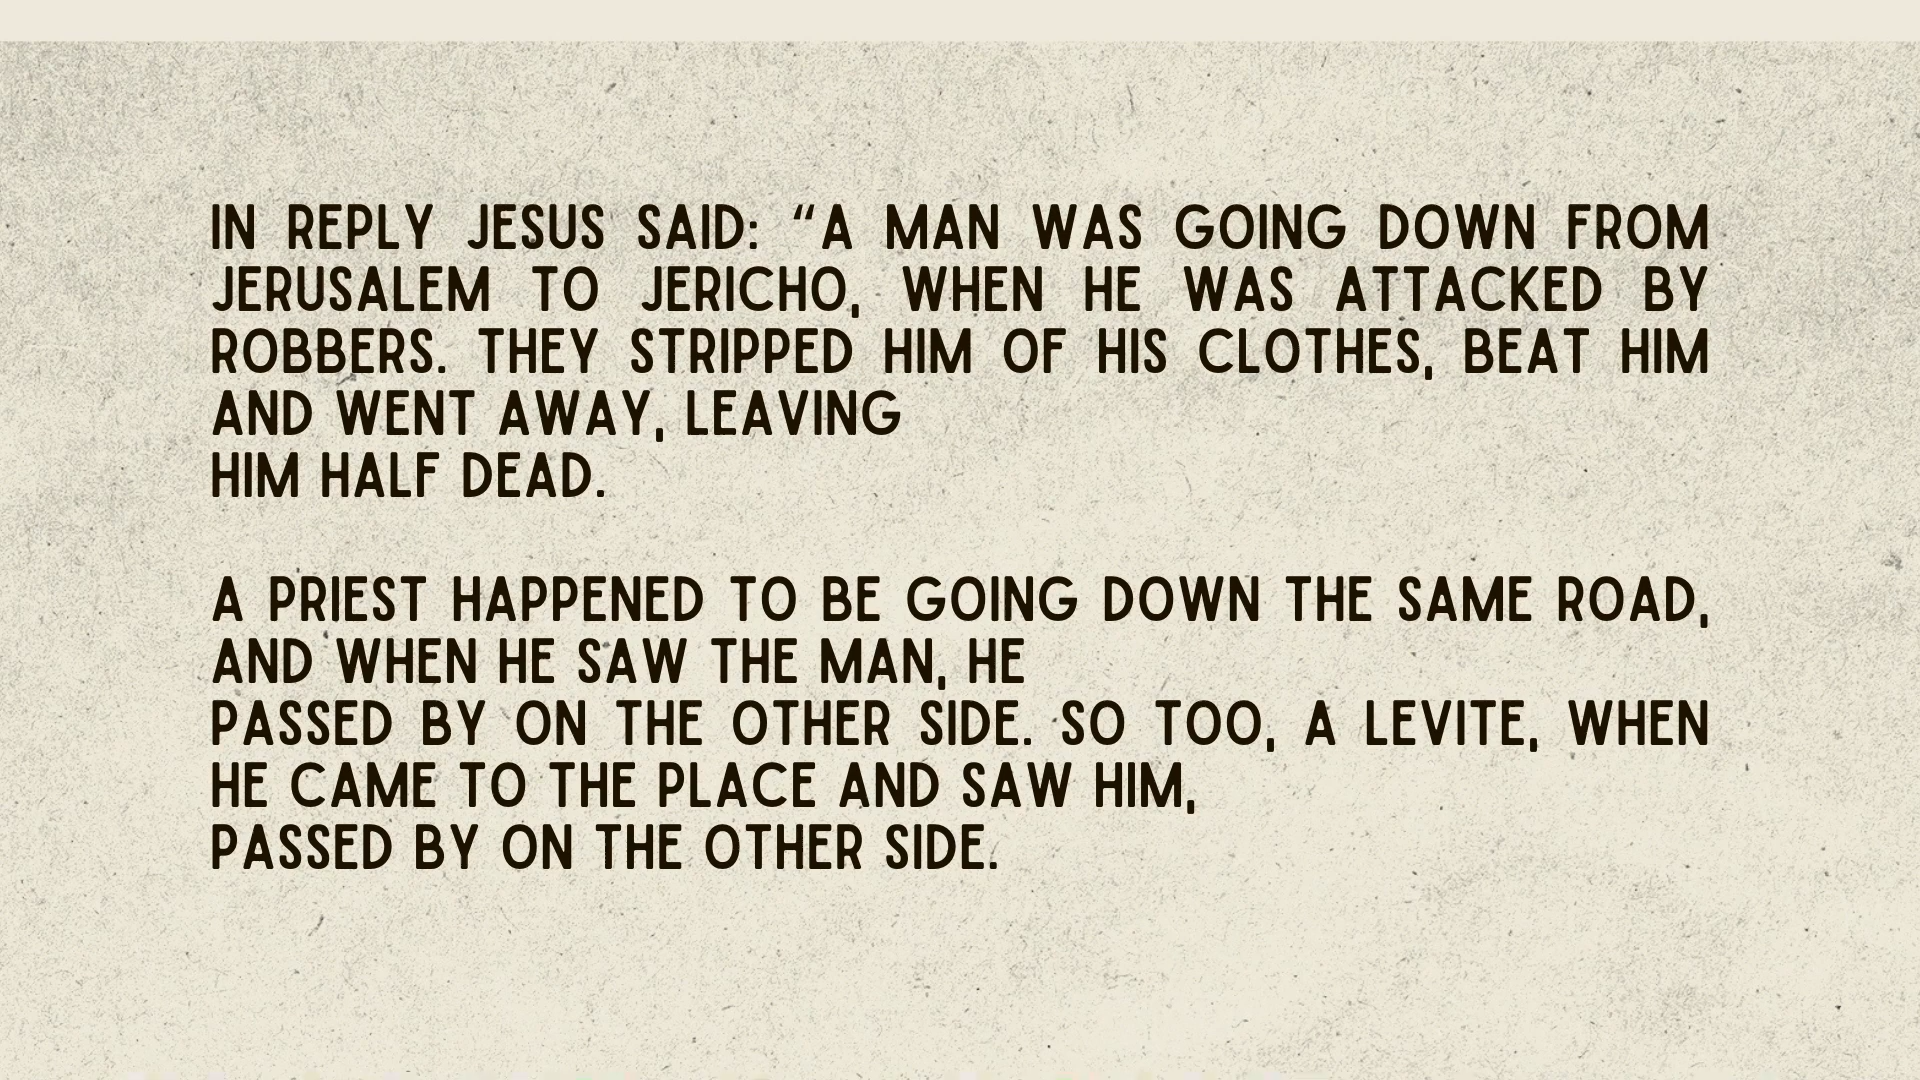 IN REPLY JESUS SAID: “A MAN WAS GOING DOWN FROM
JERUSALEM TO JERICHO, WHEN HE WAS ATTACKED BY
ROBBERS. THEY STRIPPED HIM OF HIS CLOTHES, BEAT HIM
AND WENT AWAY, LEAVING
HIM HALF DEAD.
A PRIEST HAPPENED TO BE GOING DOWN THE SAME ROAD,
AND WHEN HE SAW THE MAN, HE
PASSED BY ON THE OTHER SIDE. SO TOO, A LEVITE, WHEN
HE CAME TO THE PLACE AND SAW HIM,
PASSED BY ON THE OTHER SIDE.